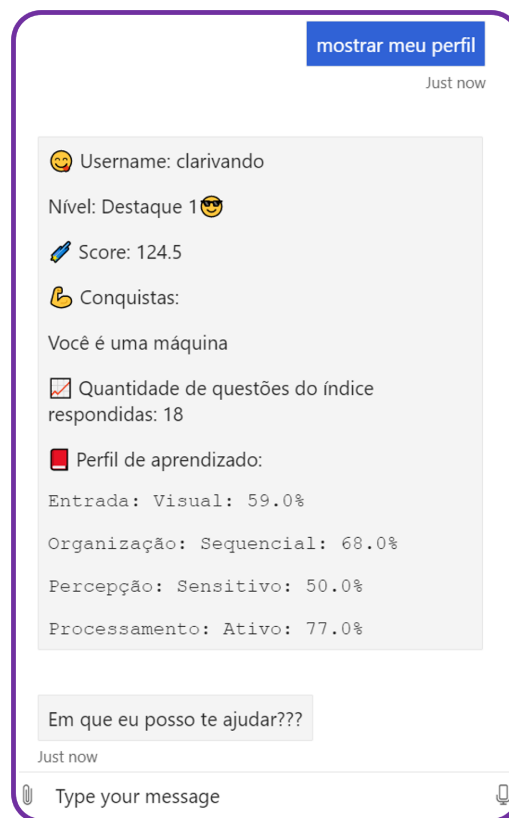 mostrar meu perfil
Just now
😋 Username: clarivando
Nível: Destaque 1😎
☄️ Score: 124.5
💪 Conquistas:
Você é uma máquina
📈 Quantidade de questões do índice
respondidas: 18
📕 Perfil de aprendizado:
Entrada: Visual: 59.0%
Organização: Sequencial: 68.0%
Percepção: Sensitivo: 50.0%
Processamento: Ativo: 77.0%
Em que eu posso te ajudar???
Just now
Type your message